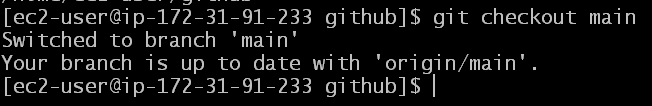 [ec2-user@ip-172-31-91-233 github]$ git checkout main
Switched to branch 'main'
Your branch is up to date with 'origin/main'.
[ec2-user@ip-172-31-91-233 github]$